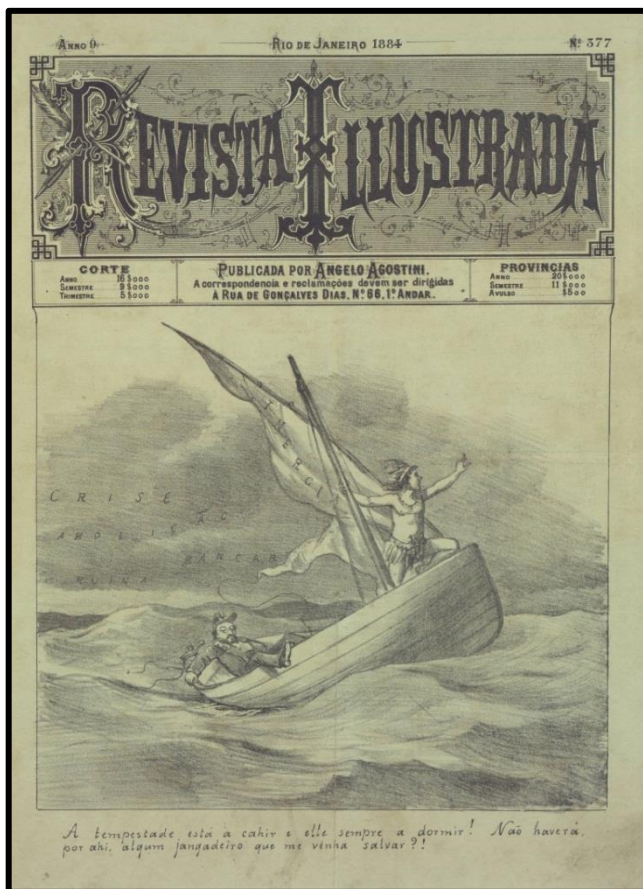 ANNO 9
RIO DE JANEIRO 1884
Nº 377
REVISTA ILLUSTRADA
CORTE
ANNO 16$000
SEMESTRE 9$000
TRIMESTRE 5$000
PUBLICADA POR ANGELO AGOSTINI.
A correspondencia e reclamações devem ser dirigidas
À RUA DE GONÇALVES DIAS, Nº 66, 1º ANDAR.
PROVINCIAS
ANNO 20$000
SEMESTRE 11$000
AVULSO $500
INERCIA
CRISE
ABOLIÇÃO
BANCAR
RUINA
A tempestade está a cahir e elle sempre a dormir! Não haverá,
por ahi, algum jangadeiro que me venha salvar?!